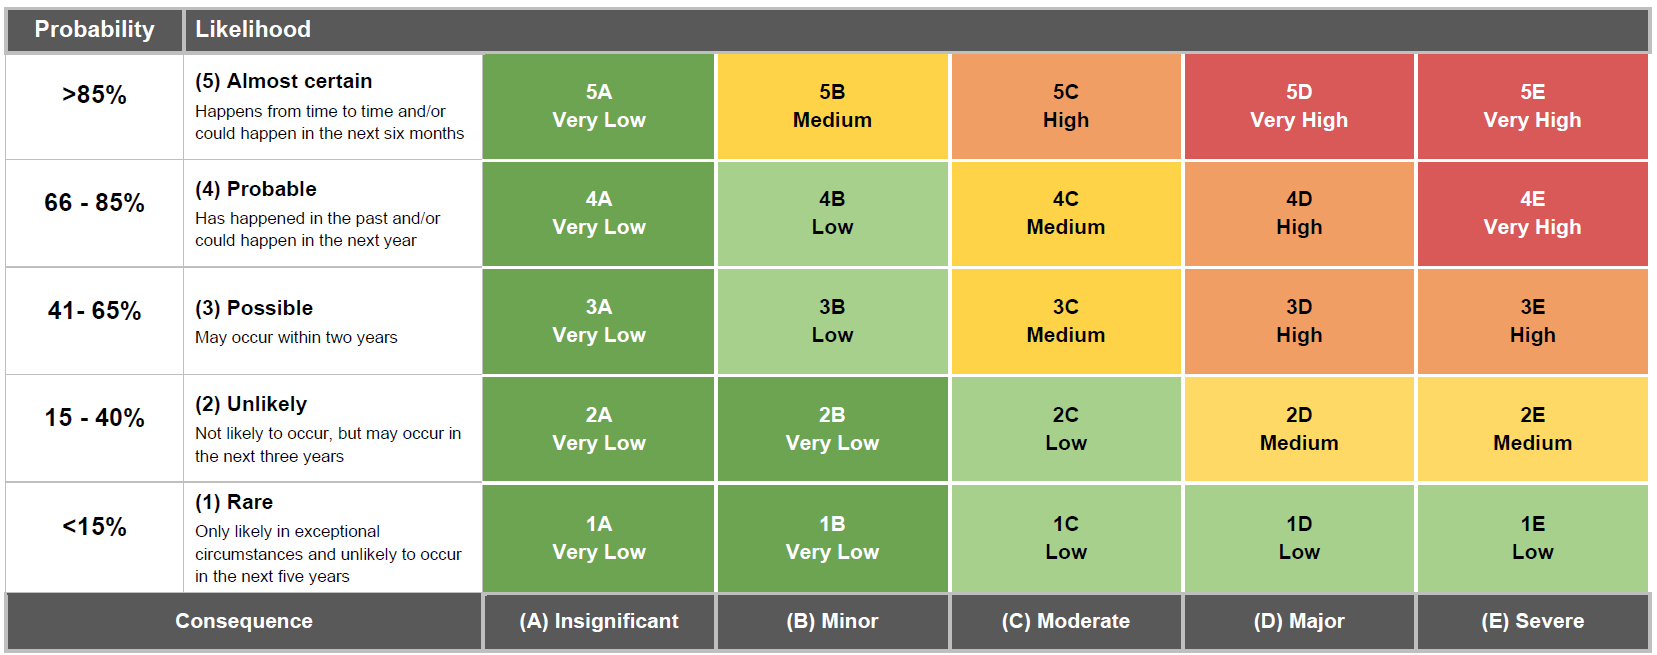 Probability Likelihood
>85%
(5) Almost certain
Happens from time to time and/or
could happen in the next six months
5A
Very Low
5B
Medium
5C
High
5D
Very High
5E
Very High
66 - 85%
(4) Probable
Has happened in the past and/or
could happen in the next year
4A
Very Low
4B
Low
4C
Medium
4D
High
4E
Very High
41- 65%
(3) Possible
May occur within two years
3A
Very Low
3B
Low
3C
Medium
3D
High
3E
High
15 - 40%
(2) Unlikely
Not likely to occur, but may occur in
the next three years
2A
Very Low
2B
Very Low
2C
Low
2D
Medium
2E
Medium
<15%
(1) Rare
Only likely in exceptional
circumstances and unlikely to occur
in the next five years
1A
Very Low
1B
Very Low
1C
Low
1D
Low
1E
Low
Consequence (A) Insignificant (B) Minor (C) Moderate (D) Major (E) Severe